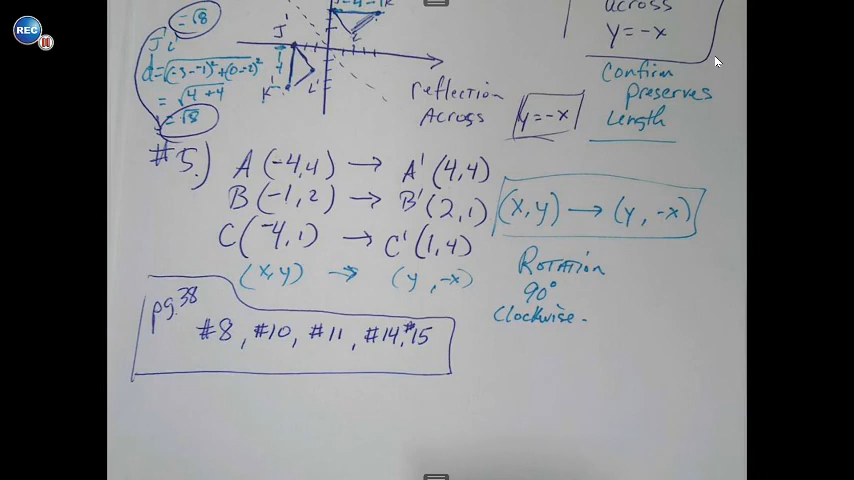 REC
= √8
J' L'
d = √(-3 - -1)² + (0 - -2)²
= √4+4
= √8
J'
K'
L'
L
reflection
Across
y = -x
across
y = -x
Confirm
preserves
Length
#5.)
A (-4,4) → A' (4,4)
B (-1,2) → B' (2,1)
C (-4,1) → C' (1,4)
(x,y) → (y,-x)
(x,y) → (y,-x)
Rotation
90°
Clockwise.
pg. 38
#8, #10, #11, #14, #15